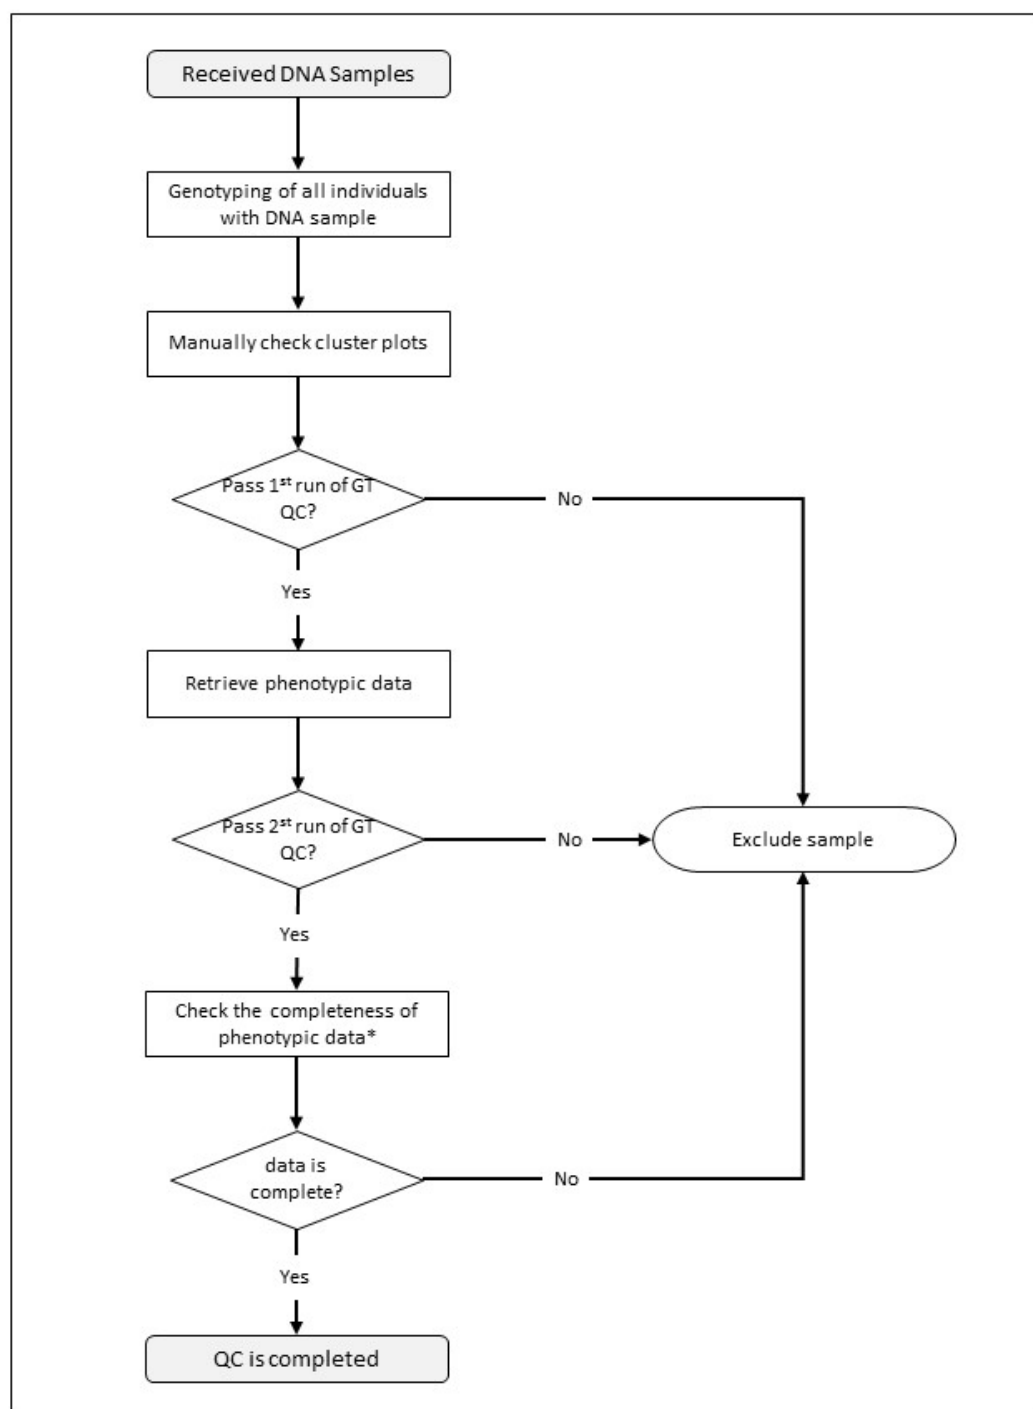 Received DNA Samples
Genotyping of all individuals
with DNA sample
Manually check cluster plots
Pass 1st run of GT
QC?
No
Yes
Retrieve phenotypic data
Pass 2st run of GT
QC?
No
Exclude sample
Yes
Check the completeness of
phenotypic data*
data is
complete?
No
Yes
QC is completed